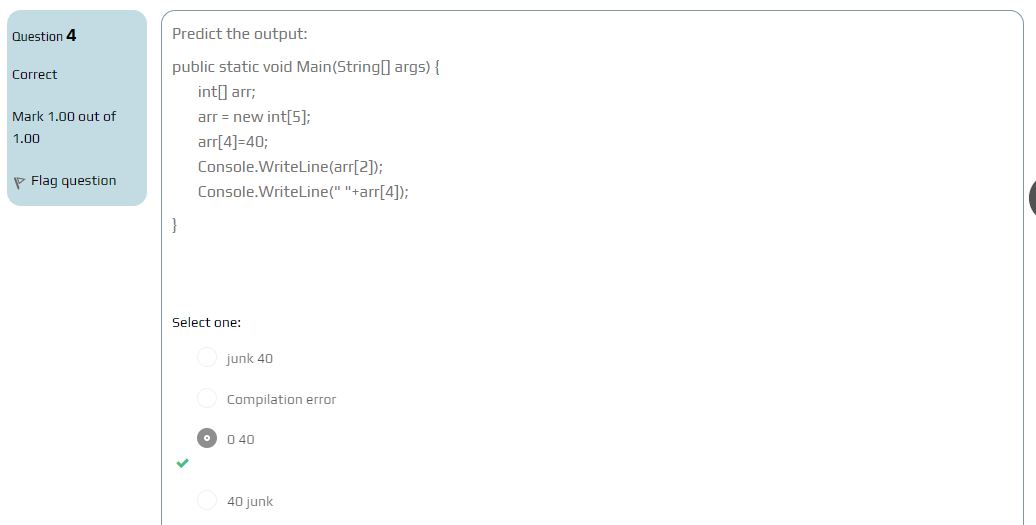 Question 4
Correct
Mark 1.00 out of
1.00
Flag question
Predict the output:
public static void Main(String[] args) {
int[] arr;
arr = new int[5];
arr[4]=40;
Console.WriteLine(arr[2]);
Console.WriteLine(" "+arr[4]);
}
Select one:
junk 40
Compilation error
0 40
40 junk